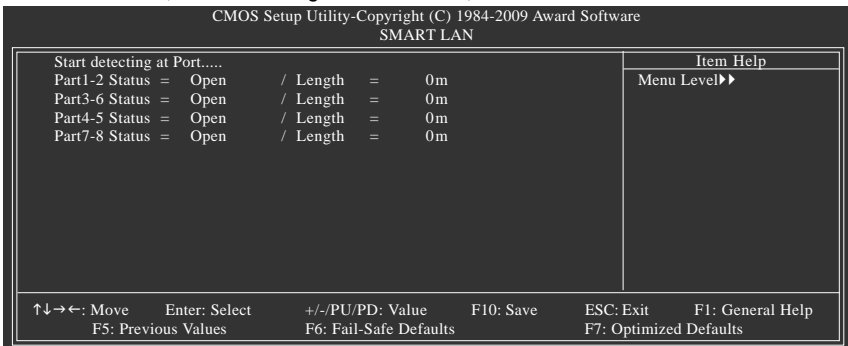 CMOS Setup Utility-Copyright (C) 1984-2009 Award Software
SMART LAN
Start detecting at Port.....
Part1-2 Status = Open / Length = 0m
Part3-6 Status = Open / Length = 0m
Part4-5 Status = Open / Length = 0m
Part7-8 Status = Open / Length = 0m
Item Help
Menu Level▶▶
↑↓→←: Move Enter: Select +/-/PU/PD: Value F10: Save ESC: Exit F1: General Help
F5: Previous Values F6: Fail-Safe Defaults F7: Optimized Defaults